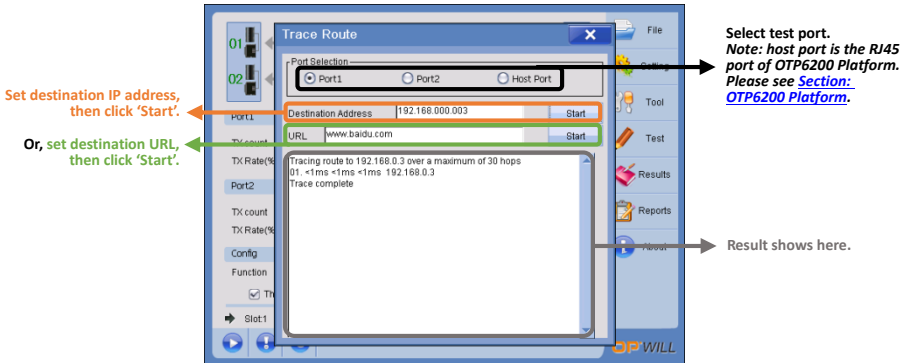 File
Trace Route
Select test port.
Note: host port is the RJ45
port of OTP6200 Platform.
Please see Section:
OTP6200 Platform.
01
Port Selection
Port1 Port2 Host Port
02
Tool
Set destination IP address,
then click 'Start'.
Port1
Destination Address 192.168.000.003 Start
URL www.baidu.com Start
Test
Or, set destination URL,
then click 'Start'.
TX count
TX Rate(%
Tracing route to 192.168.0.3 over a maximum of 30 hops
01. <1ms <1ms <1ms 192.168.0.3
Trace complete
Results
Port2
TX count
Reports
TX Rate(%
Config
About
Result shows here.
Function
Th
Slot:1
OPWILL